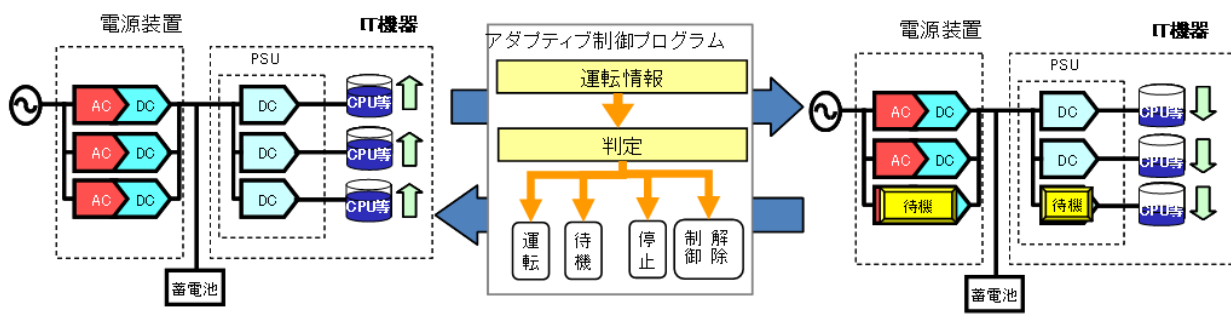 電源装置
IT機器
PSU
AC DC
DC
CPU等
AC DC
DC
CPU等
AC DC
DC
CPU等
蓄電池
アダプティブ制御プログラム
運転情報
判定
運転
待機
停止
制御解除
電源装置
IT機器
PSU
AC DC
DC
CPU等
AC DC
DC
CPU等
待機
待機
CPU等
蓄電池